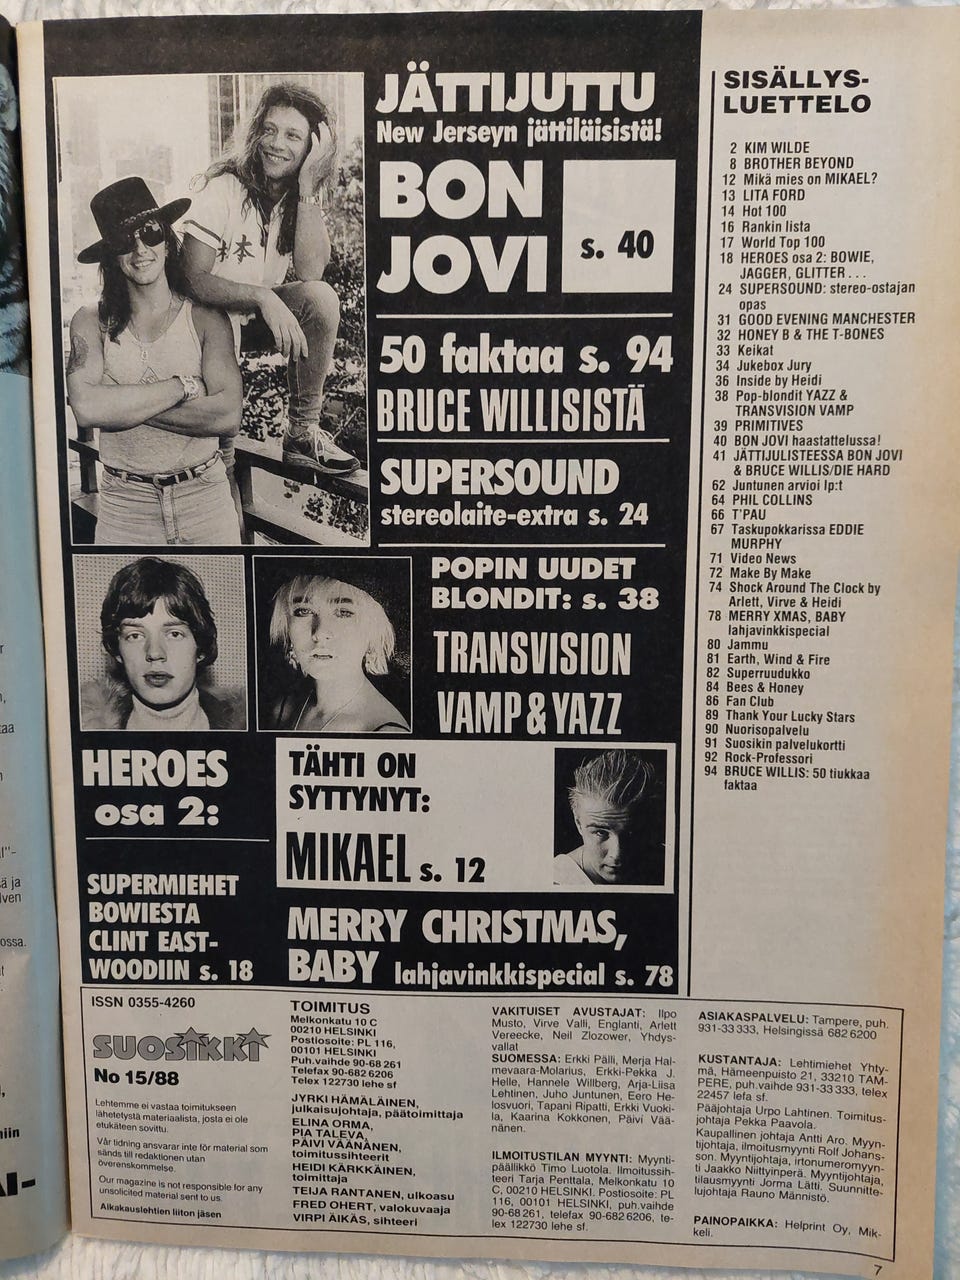 JÄTTIJUTTU
New Jerseyn jättiläisistä!
BON
JOVI
s. 40
50 faktaa s. 94
BRUCE WILLISISTÄ
SUPERSOUND
stereolaite-extra s. 24
POPIN UUDET
BLONDIT: s. 38
TRANSVISION
VAMP & YAZZ
HEROES
osa 2:
SUPERMIEHET
BOWIESTA
CLINT EAST-
WOODIIN s. 18
TÄHTI ON
SYTTYNYT:
MIKAEL s. 12
MERRY CHRISTMAS,
BABY lahjavinkkispecial s. 78
SISÄLLYS-
LUETTELO
2 KIM WILDE
8 BROTHER BEYOND
12 Mikä mies on MIKAEL?
13 LITA FORD
14 Hot 100
16 Rankin lista
17 World Top 100
18 HEROES osa 2: BOWIE,
JAGGER, GLITTER . . .
24 SUPERSOUND: stereo-ostajan
opas
31 GOOD EVENING MANCHESTER
32 HONEY B & THE T-BONES
33 Keikat
34 Jukebox Jury
36 Inside by Heidi
38 Pop-blondit YAZZ &
TRANSVISION VAMP
39 PRIMITIVES
40 BON JOVI haastattelussa!
41 JÄTTIJULISTEESSA BON JOVI
& BRUCE WILLIS/DIE HARD
62 Juntunen arvioi lp:t
64 PHIL COLLINS
66 T'PAU
67 Taskupokkarissa EDDIE
MURPHY
71 Video News
72 Make By Make
74 Shock Around The Clock by
Arlett, Virve & Heidi
78 MERRY XMAS, BABY
lahjavinkkispecial
80 Jammu
81 Earth, Wind & Fire
82 Superruudukko
84 Bees & Honey
86 Fan Club
89 Thank Your Lucky Stars
90 Nuorisopalvelu
91 Suosikin palvelukortti
92 Rock-Professori
94 BRUCE WILLIS: 50 tiukkaa
faktaa
ISSN 0355-4260
SUOSIKKI
No 15/88
Lehtemme ei vastaa toimitukseen
lähetetystä materiaalista, josta ei ole
etukäteen sovittu.
Vår tidning ansvarar inte för material som
sänds till redaktionen utan
överenskommelse.
Our magazine is not responsible for any
unsolicited material sent to us.
Aikakauslehtien liiton jäsen
TOIMITUS
Melkonkatu 10 C
00210 HELSINKI
Postiosoite: PL 116,
00101 HELSINKI
Puh.vaihde 90-68 261
Telefax 90-682 6206
Telex 122730 lehe sf
JYRKI HÄMÄLÄINEN,
julkaisujohtaja, päätoimittaja
ELINA ORMA,
PIA TALEVA,
PÄIVI VÄÄNÄNEN,
toimitussihteerit
HEIDI KÄRKKÄINEN,
toimittaja
TEIJA RANTANEN, ulkoasu
FRED OHERT, valokuvaaja
VIRPI ÄIKÄS, sihteeri
VAKITUISET AVUSTAJAT: Ilpo
Musto, Virve Valli, Englanti, Arlett
Vereecke, Neil Zlozower, Yhdys-
vallat
SUOMESSA: Erkki Pälli, Merja Hal-
mevaara-Molarius, Erkki-Pekka J.
Helle, Hannele Willberg, Arja-Liisa
Lehtinen, Juho Juntunen, Eero He-
losvuori, Tapani Ripatti, Erkki Vuoki-
la, Kaarina Kokkonen, Päivi Vää-
nänen.
ILMOITUSTILAN MYYNTI: Myynti-
päällikkö Timo Luotola. Ilmoitussih-
teeri Tarja Penttala, Melkonkatu 10
C, 00210 HELSINKI. Postiosoite: PL
116, 00101 HELSINKI, puh.vaihde
90-68 261, telefax 90-682 6206, te-
lex 122730 lehe sf.
ASIAKASPALVELU: Tampere, puh.
931-33 333, Helsingissä 682 6200
KUSTANTAJA: Lehtimiehet Yhty-
mä, Hämeenpuisto 21, 33210 TAM-
PERE, puh.vaihde 931-33 333, telex
22457 lefa sf.
Pääjohtaja Urpo Lahtinen. Toimitus-
johtaja Pekka Paavola.
Kaupallinen johtaja Antti Aro. Myyn-
tijohtaja, ilmoitusmyynti Rolf Johans-
son. Myyntijohtaja, irtonumeromyyn-
ti Jaakko Niittyinperä. Myyntijohtaja,
tilausmyynti Jorma Lätti. Suunnitte-
lujohtaja Rauno Männistö.
PAINOPAIKKA: Helprint Oy, Mik-
keli.
7